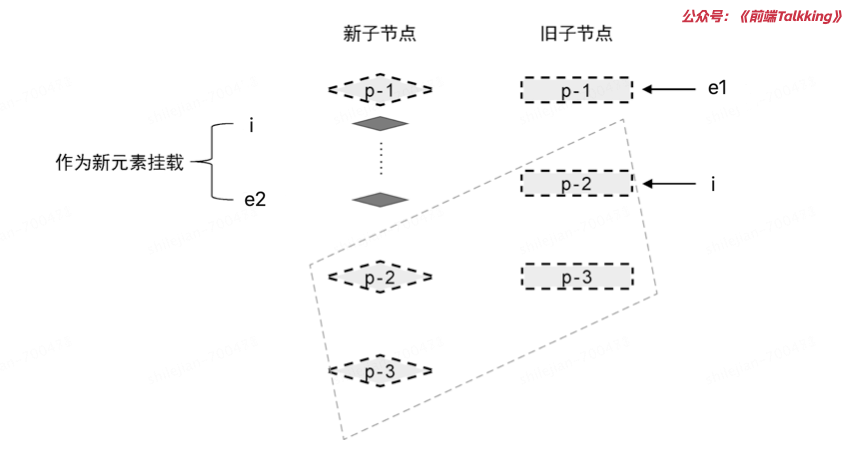 公众号：《前端Talkking》
新子节点
旧子节点
p-1
p-1
e1
i
作为新元素挂载
p-2
i
e2
p-2
p-3
p-3